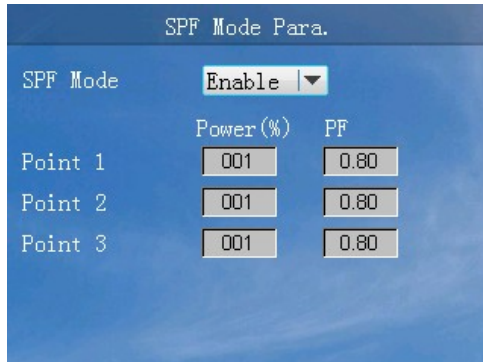 SPF Mode Para.
SPF Mode Enable
Power(%) PF
Point 1 001 0.80
Point 2 001 0.80
Point 3 001 0.80